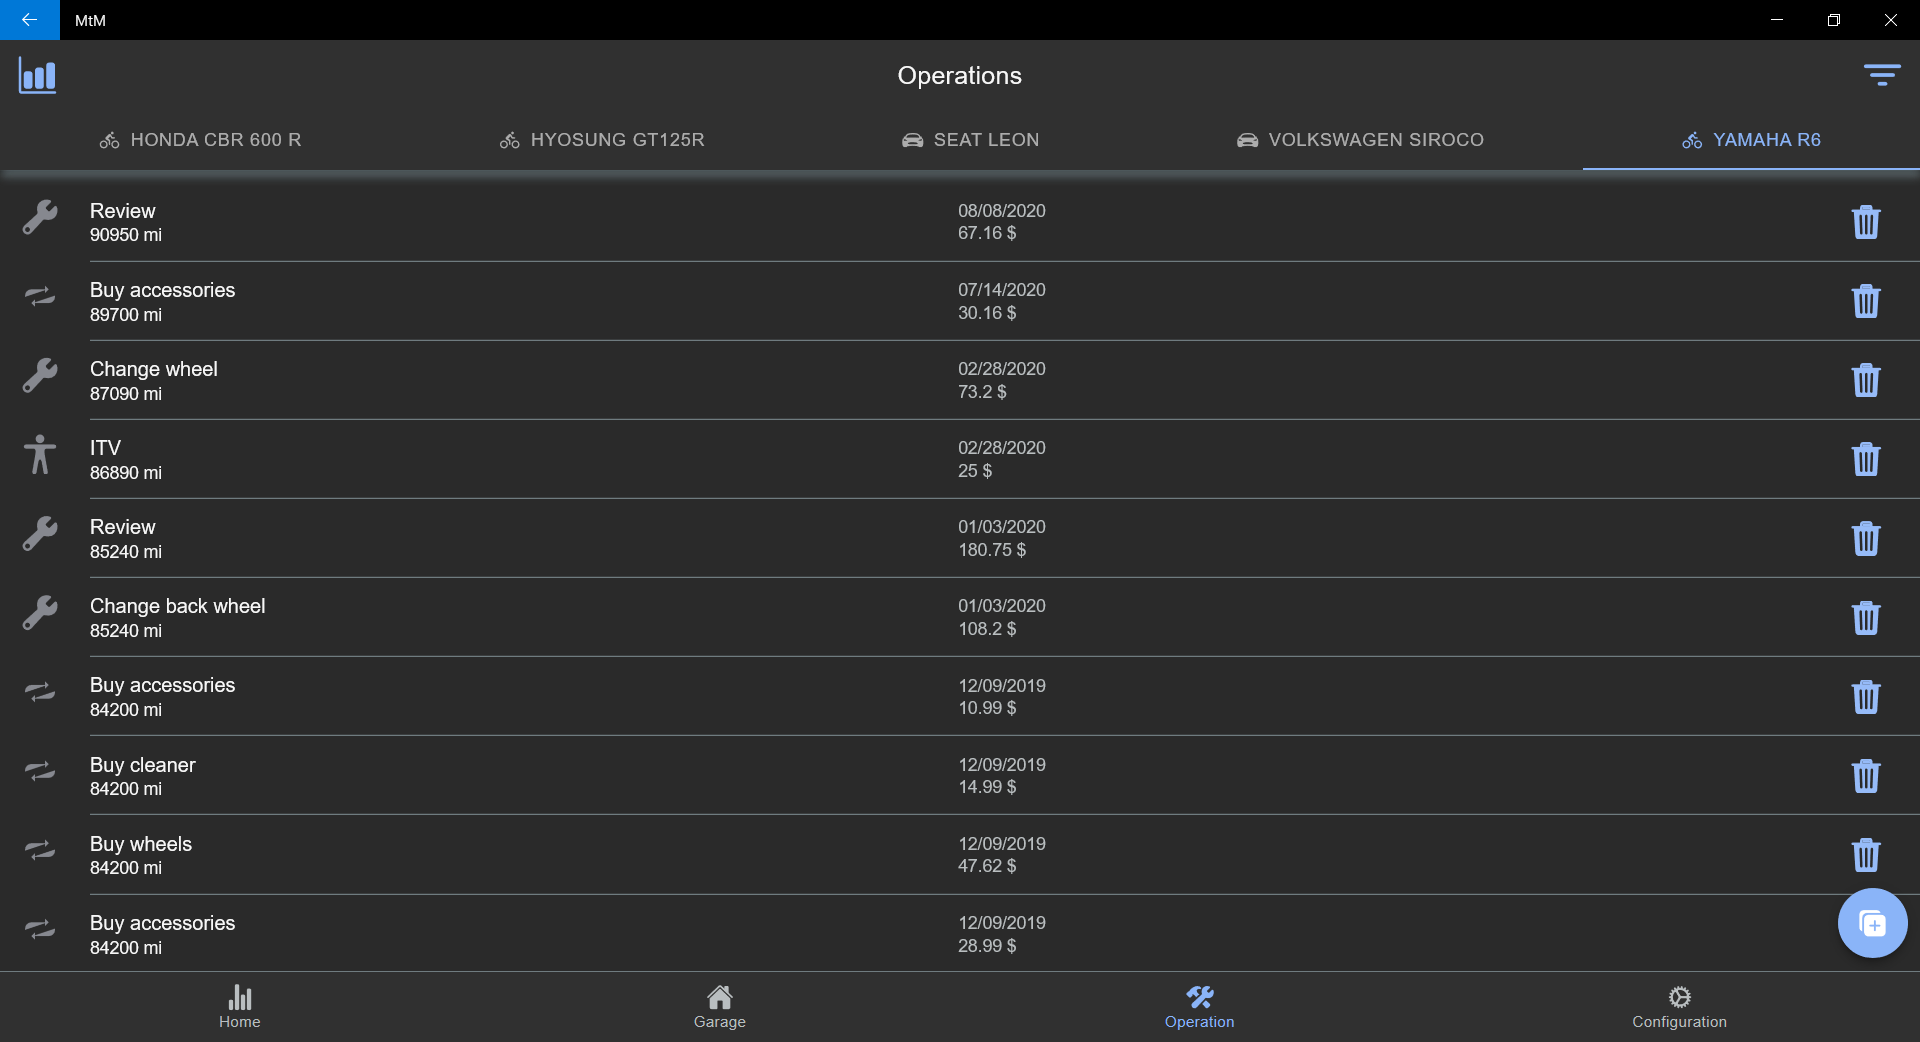 MtM
Operations
HONDA CBR 600 R
HYOSUNG GT125R
SEAT LEON
VOLKSWAGEN SIROCO
YAMAHA R6
Review
90950 mi
08/08/2020
67.16 $
Buy accessories
89700 mi
07/14/2020
30.16 $
Change wheel
87090 mi
02/28/2020
73.2 $
ITV
86890 mi
02/28/2020
25 $
Review
85240 mi
01/03/2020
180.75 $
Change back wheel
85240 mi
01/03/2020
108.2 $
Buy accessories
84200 mi
12/09/2019
10.99 $
Buy cleaner
84200 mi
12/09/2019
14.99 $
Buy wheels
84200 mi
12/09/2019
47.62 $
Buy accessories
84200 mi
12/09/2019
28.99 $
Home
Garage
Operation
Configuration